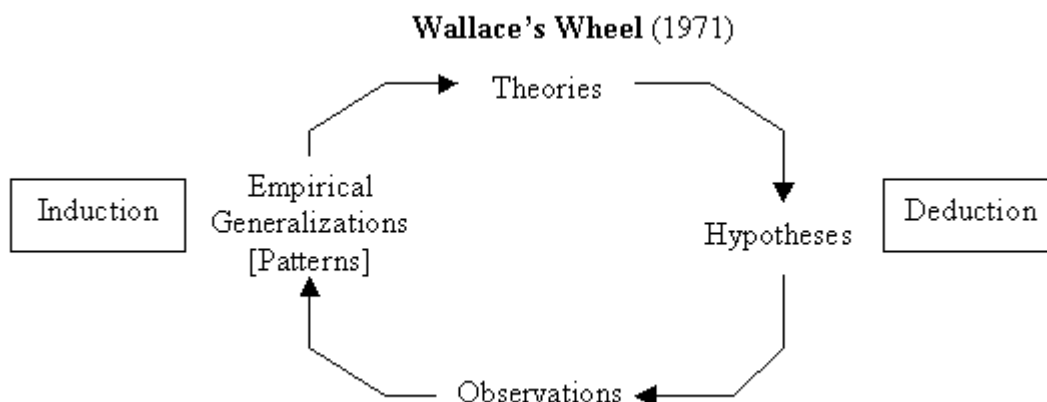 Wallace's Wheel (1971)
Theories
Induction
Empirical
Generalizations
[Patterns]
Hypotheses
Deduction
Observations